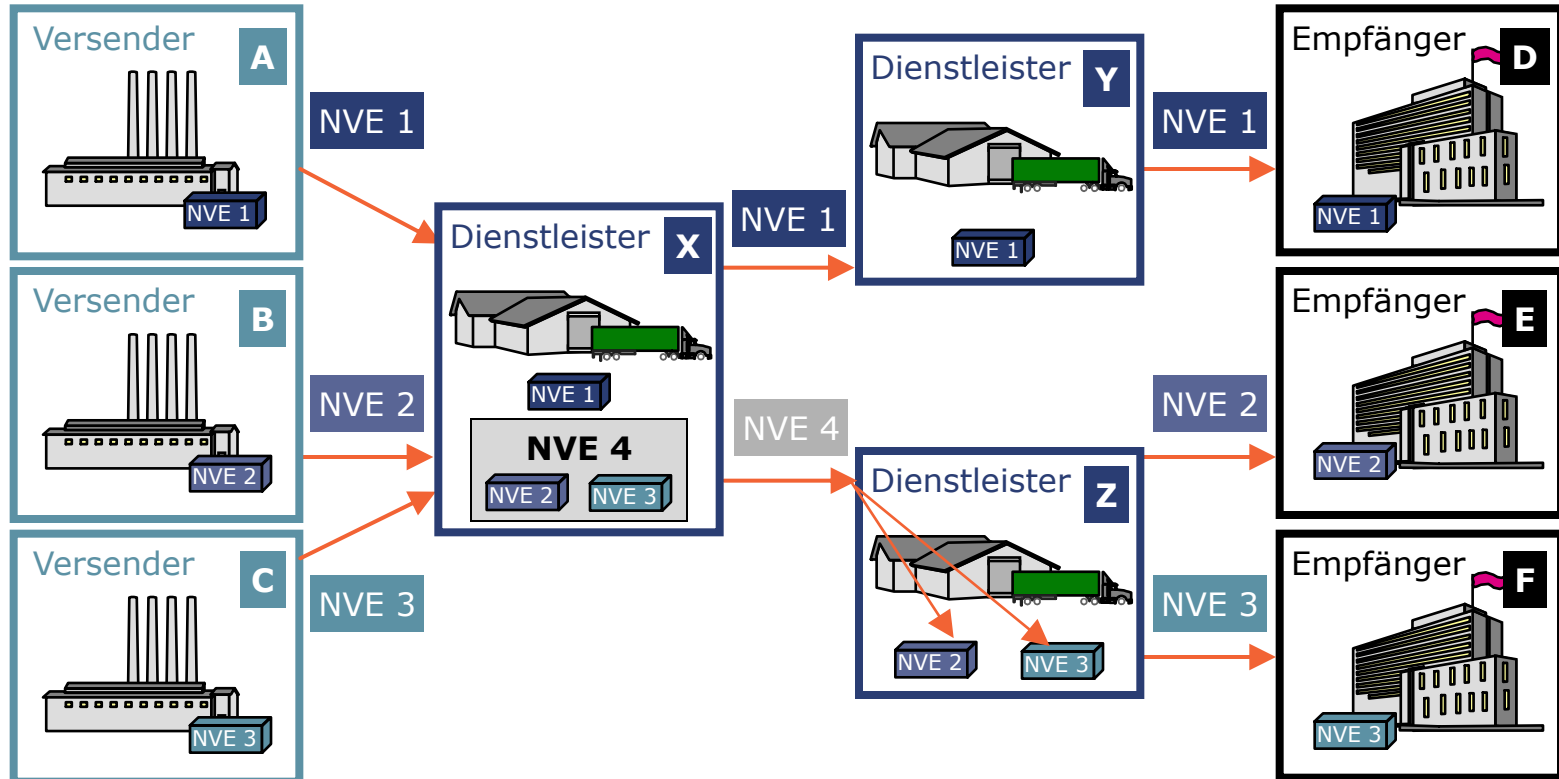 Versender
A
NVE 1
Versender
B
NVE 2
Versender
C
NVE 3
NVE 1
NVE 2
NVE 3
Dienstleister
X
NVE 1
NVE 4
NVE 2
NVE 3
NVE 1
NVE 4
Dienstleister
Y
NVE 1
Dienstleister
Z
NVE 2
NVE 3
NVE 1
NVE 2
NVE 3
Empfänger
D
NVE 1
Empfänger
E
NVE 2
Empfänger
F
NVE 3